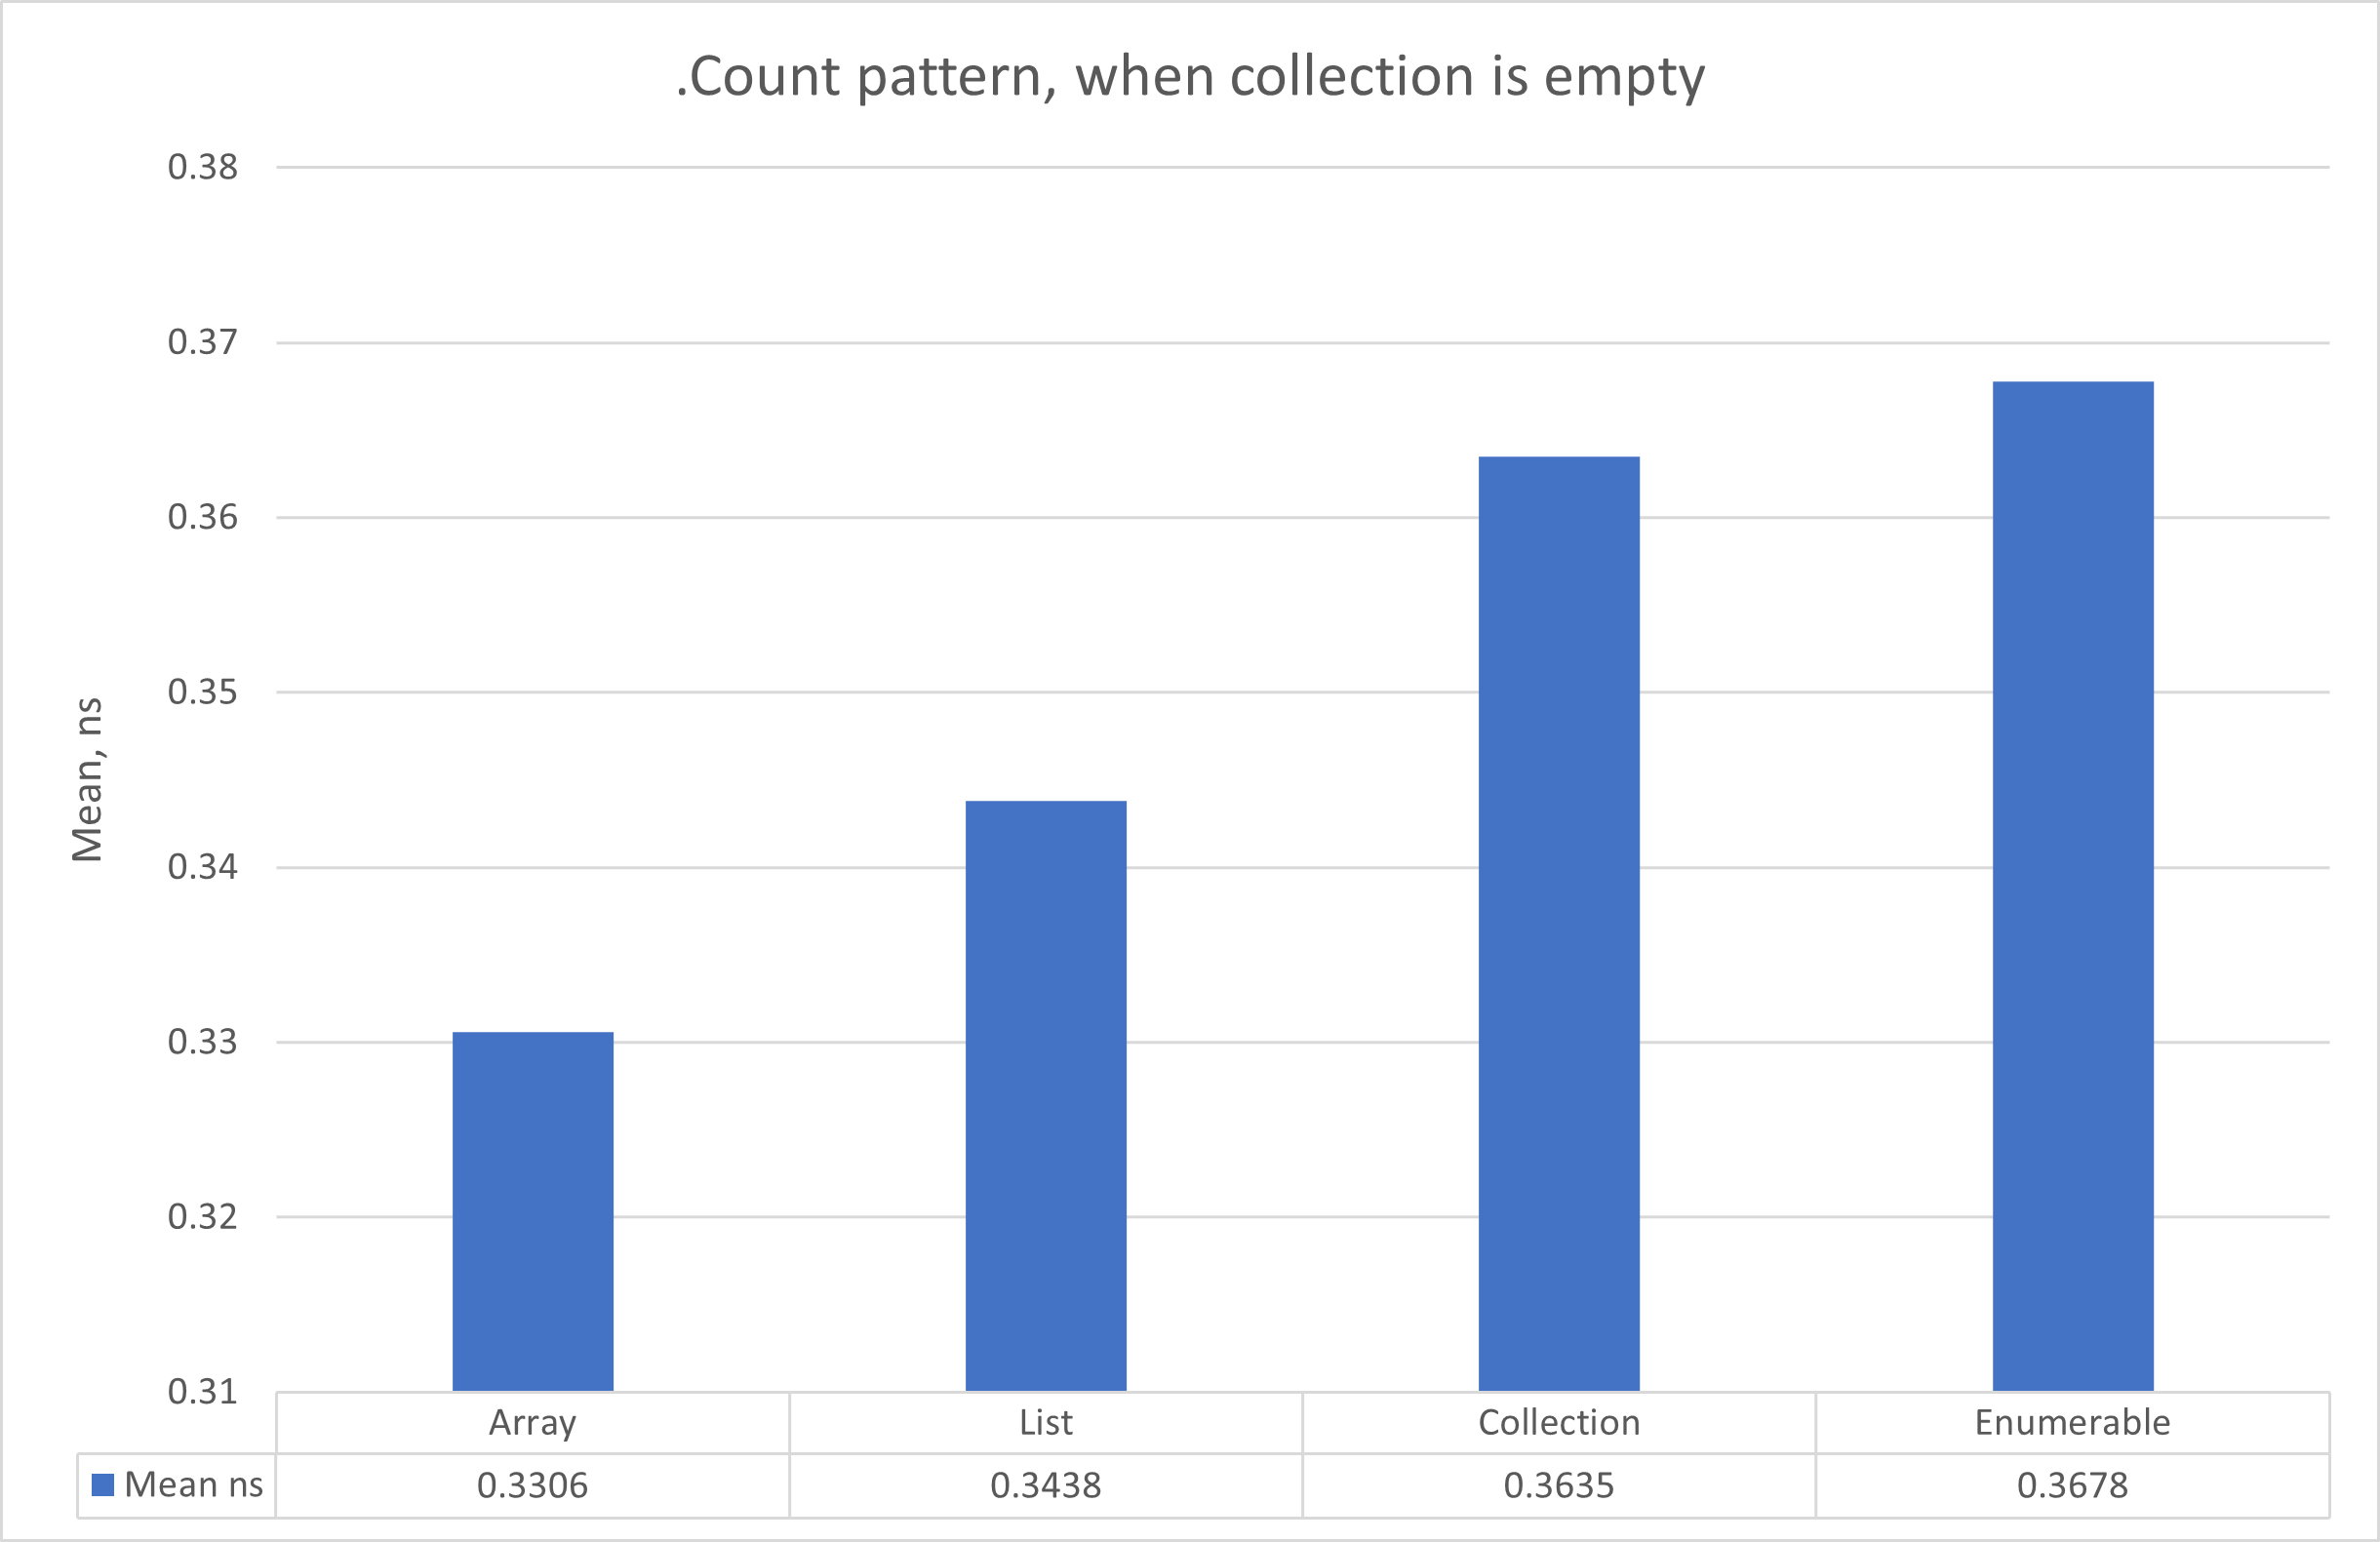 .Count pattern, when collection is empty
0.38
0.37
0.36
0.35
0.34
0.33
0.32
0.31
Mean, ns
Array List Collection Enumerable
Mean ns 0.3306 0.3438 0.3635 0.3678